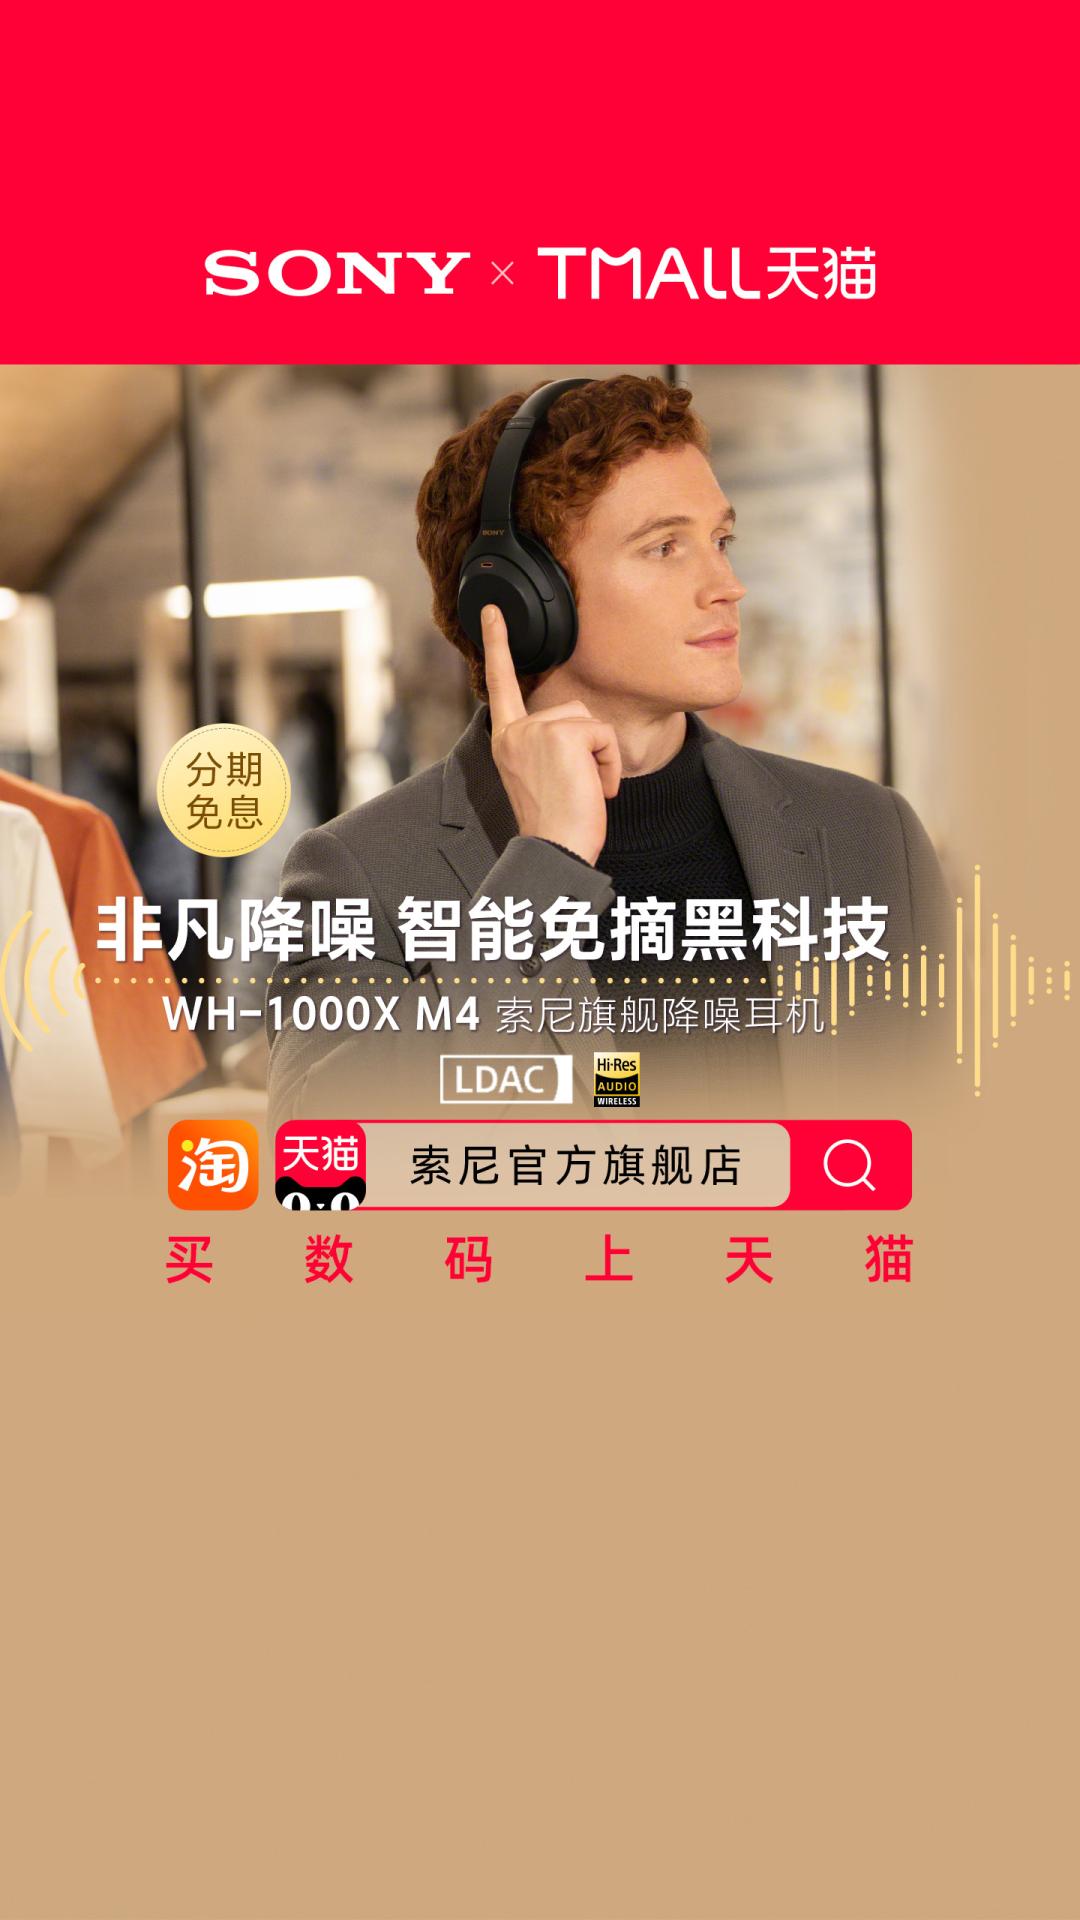 SONY × TMALL天猫
SONY
分期
免息
非凡降噪 智能免摘黑科技
WH-1000X M4 索尼旗舰降噪耳机
LDAC
Hi-Res
AUDIO
WIRELESS
淘 天猫 索尼官方旗舰店
买数码上天猫